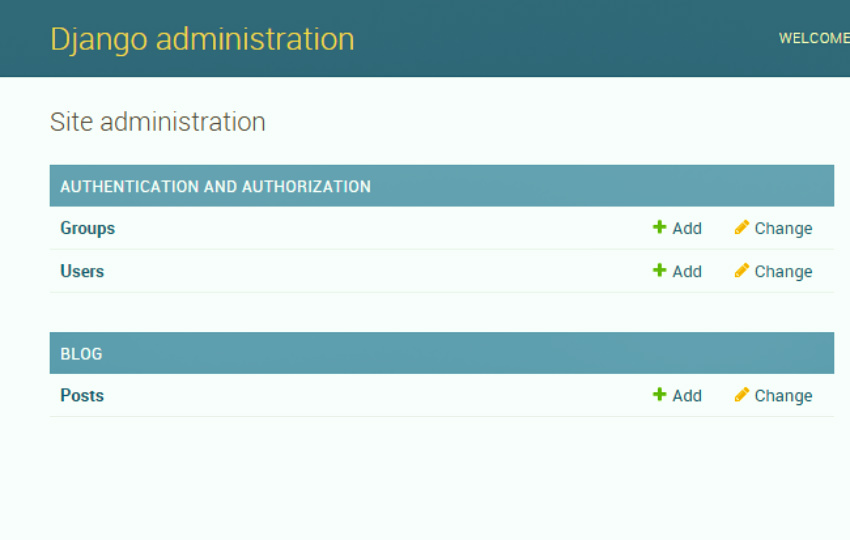 Django administration
WELCOME
Site administration
AUTHENTICATION AND AUTHORIZATION
Groups Add Change
Users Add Change
BLOG
Posts Add Change